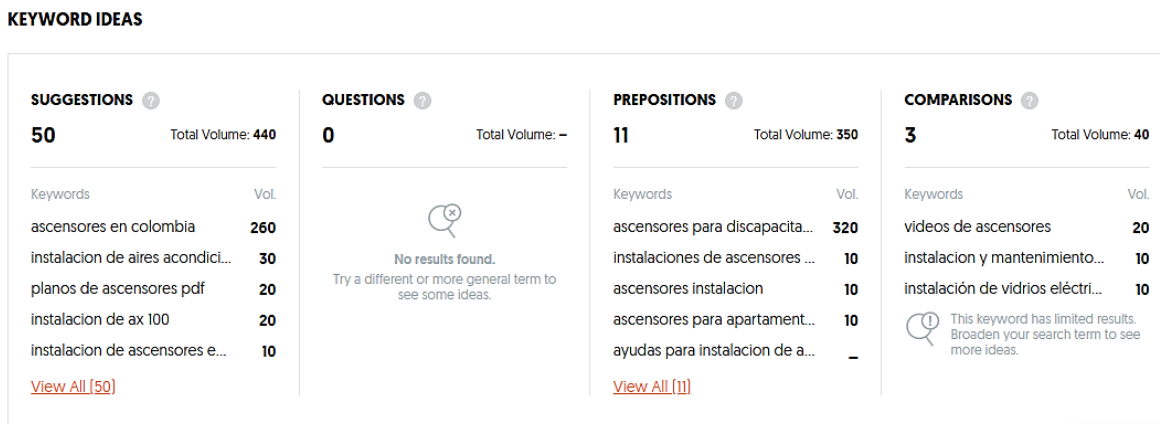 KEYWORD IDEAS
SUGGESTIONS ?
50 Total Volume: 440
Keywords Vol.
ascensores en colombia 260
instalacion de aires acondici... 30
planos de ascensores pdf 20
instalacion de ax 100 20
instalacion de ascensores e... 10
View All (50)
QUESTIONS ?
0 Total Volume: –
No results found.
Try a different or more general term to
see some ideas.
PREPOSITIONS ?
11 Total Volume: 350
Keywords Vol.
ascensores para discapacita... 320
instalaciones de ascensores ... 10
ascensores instalacion 10
ascensores para apartament... 10
ayudas para instalacion de a... –
View All (11)
COMPARISONS ?
3 Total Volume: 40
Keywords Vol.
videos de ascensores 20
instalacion y mantenimiento... 10
instalación de vidrios eléctri... 10
This keyword has limited results.
Broaden your search term to see
more ideas.